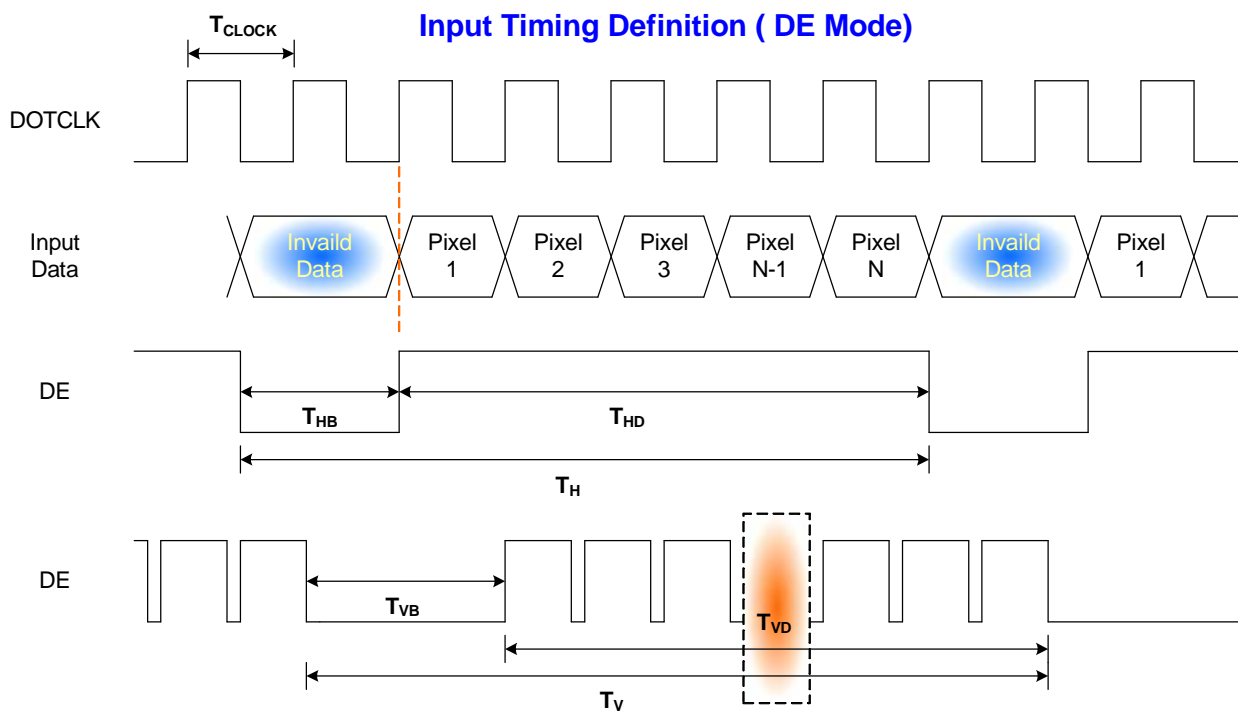 Input Timing Definition ( DE Mode)
TCLOCK
DOTCLK
Input
Data
Invaild
Data
Pixel
1
Pixel
2
Pixel
3
Pixel
N-1
Pixel
N
Invaild
Data
Pixel
1
DE
THB
THD
TH
DE
TVB
TVD
TV